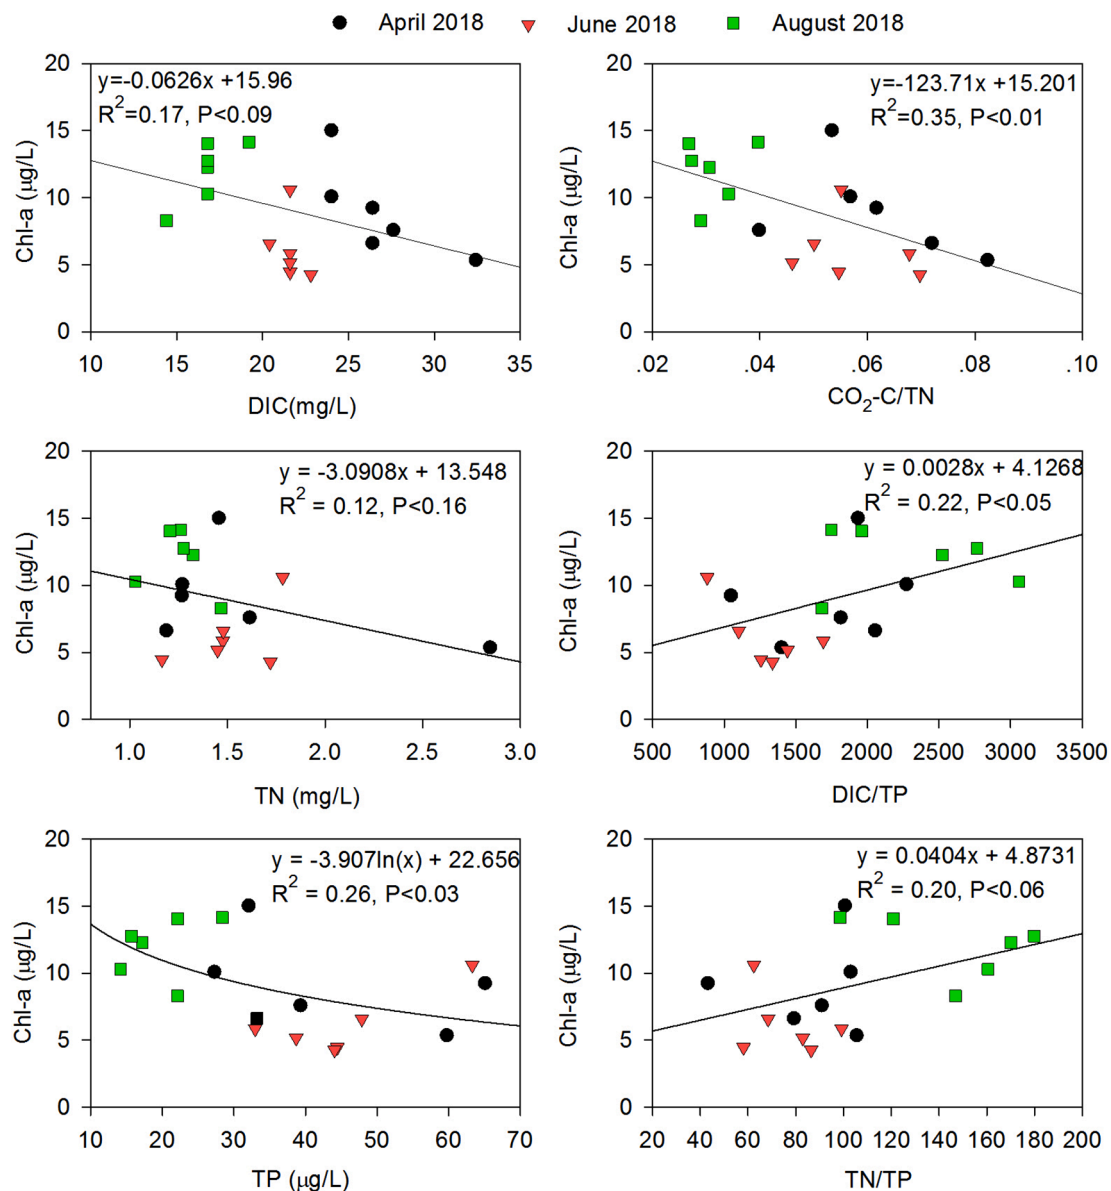 April 2018 June 2018 August 2018
y=-0.0626x +15.96
R2=0.17, P<0.09
20
15
10
5
0
Chl-a (μg/L)
10 15 20 25 30 35
DIC(mg/L)
y=-123.71x +15.201
R2=0.35, P<0.01
20
15
10
5
0
Chl-a (μg/L)
.02 .04 .06 .08 .10
CO2-C/TN
y = -3.0908x + 13.548
R2 = 0.12, P<0.16
20
15
10
5
0
Chl-a (μg/L)
1.0 1.5 2.0 2.5 3.0
TN (mg/L)
y = 0.0028x + 4.1268
R2 = 0.22, P<0.05
20
15
10
5
0
Chl-a (μg/L)
500 1000 1500 2000 2500 3000 3500
DIC/TP
y = -3.907ln(x) + 22.656
R2 = 0.26, P<0.03
20
15
10
5
0
Chl-a (μg/L)
10 20 30 40 50 60 70
TP (μg/L)
y = 0.0404x + 4.8731
R2 = 0.20, P<0.06
20
15
10
5
0
Chl-a (μg/L)
20 40 60 80 100 120 140 160 180 200
TN/TP